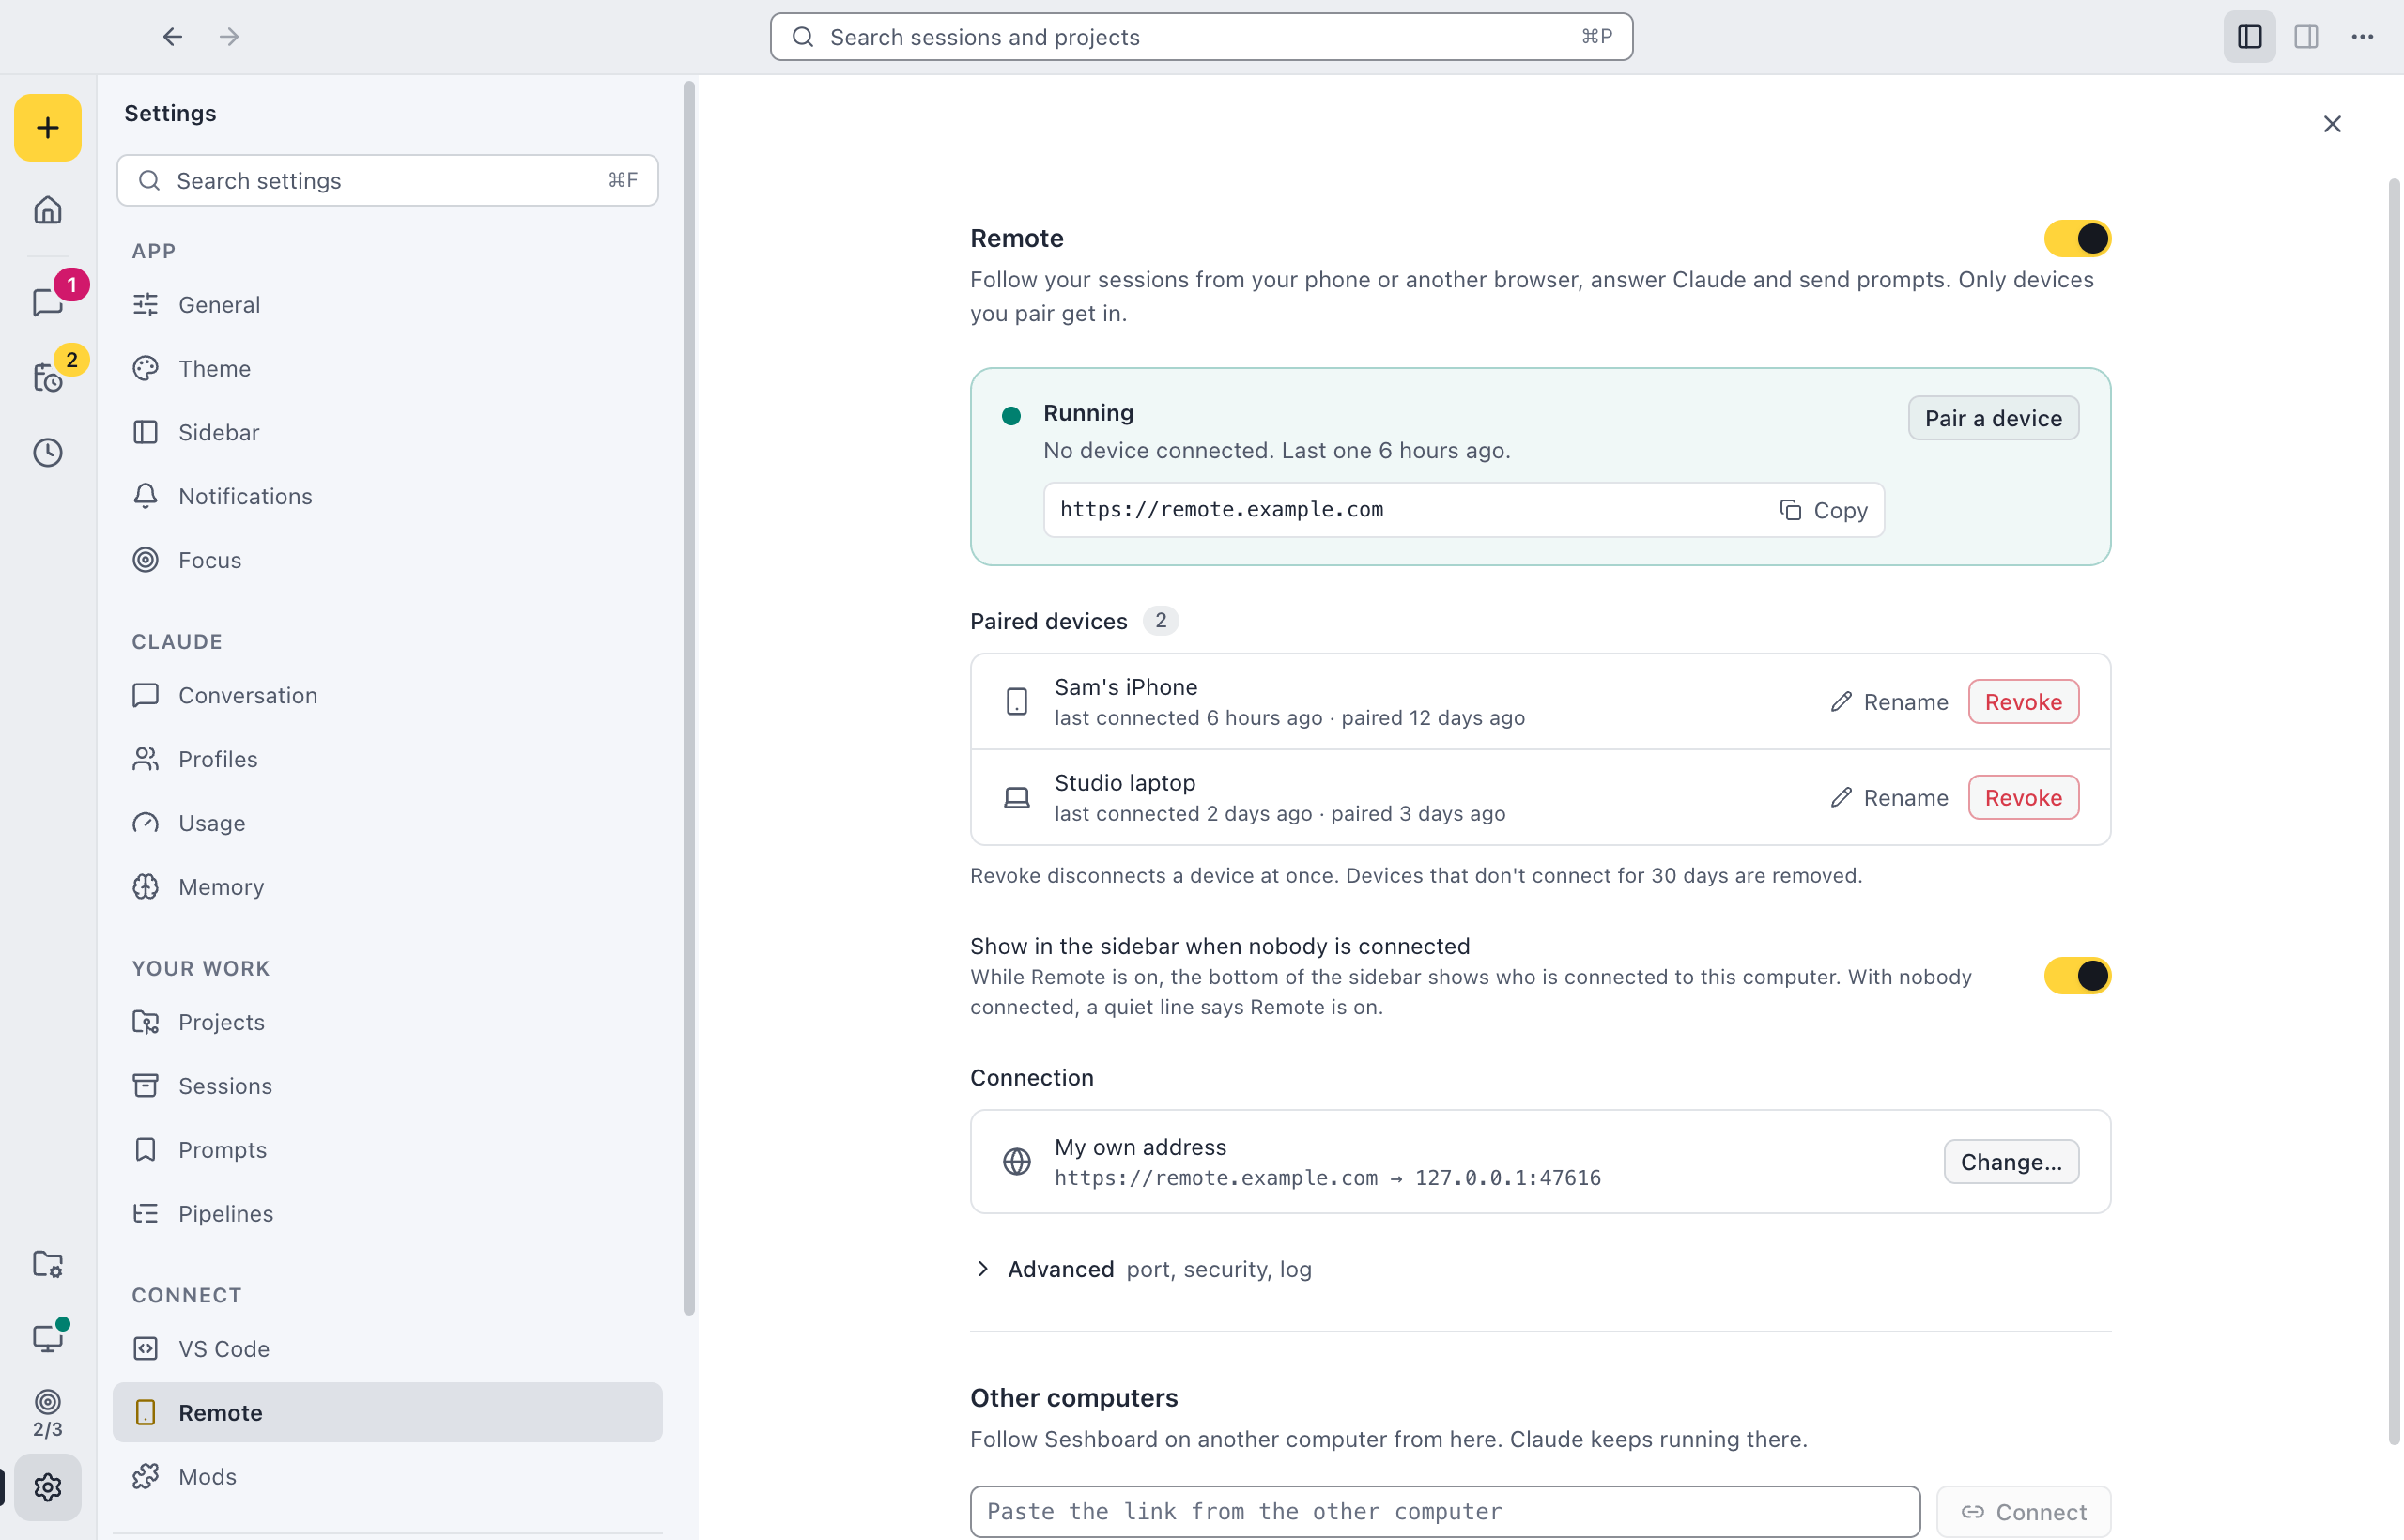 Search sessions and projects
⌘P
Settings
Search settings
⌘F
APP
General
Theme
Sidebar
Notifications
Focus
CLAUDE
Conversation
Profiles
Usage
Memory
YOUR WORK
Projects
Sessions
Prompts
Pipelines
CONNECT
VS Code
Remote
Mods
1
2
2/3
Remote
Follow your sessions from your phone or another browser, answer Claude and send prompts. Only devices
you pair get in.
Running
Pair a device
No device connected. Last one 6 hours ago.
https://remote.example.com
Copy
Paired devices 2
Sam's iPhone
last connected 6 hours ago · paired 12 days ago
Rename
Revoke
Studio laptop
last connected 2 days ago · paired 3 days ago
Rename
Revoke
Revoke disconnects a device at once. Devices that don't connect for 30 days are removed.
Show in the sidebar when nobody is connected
While Remote is on, the bottom of the sidebar shows who is connected to this computer. With nobody
connected, a quiet line says Remote is on.
Connection
My own address
https://remote.example.com → 127.0.0.1:47616
Change...
Advanced port, security, log
Other computers
Follow Seshboard on another computer from here. Claude keeps running there.
Paste the link from the other computer
Connect